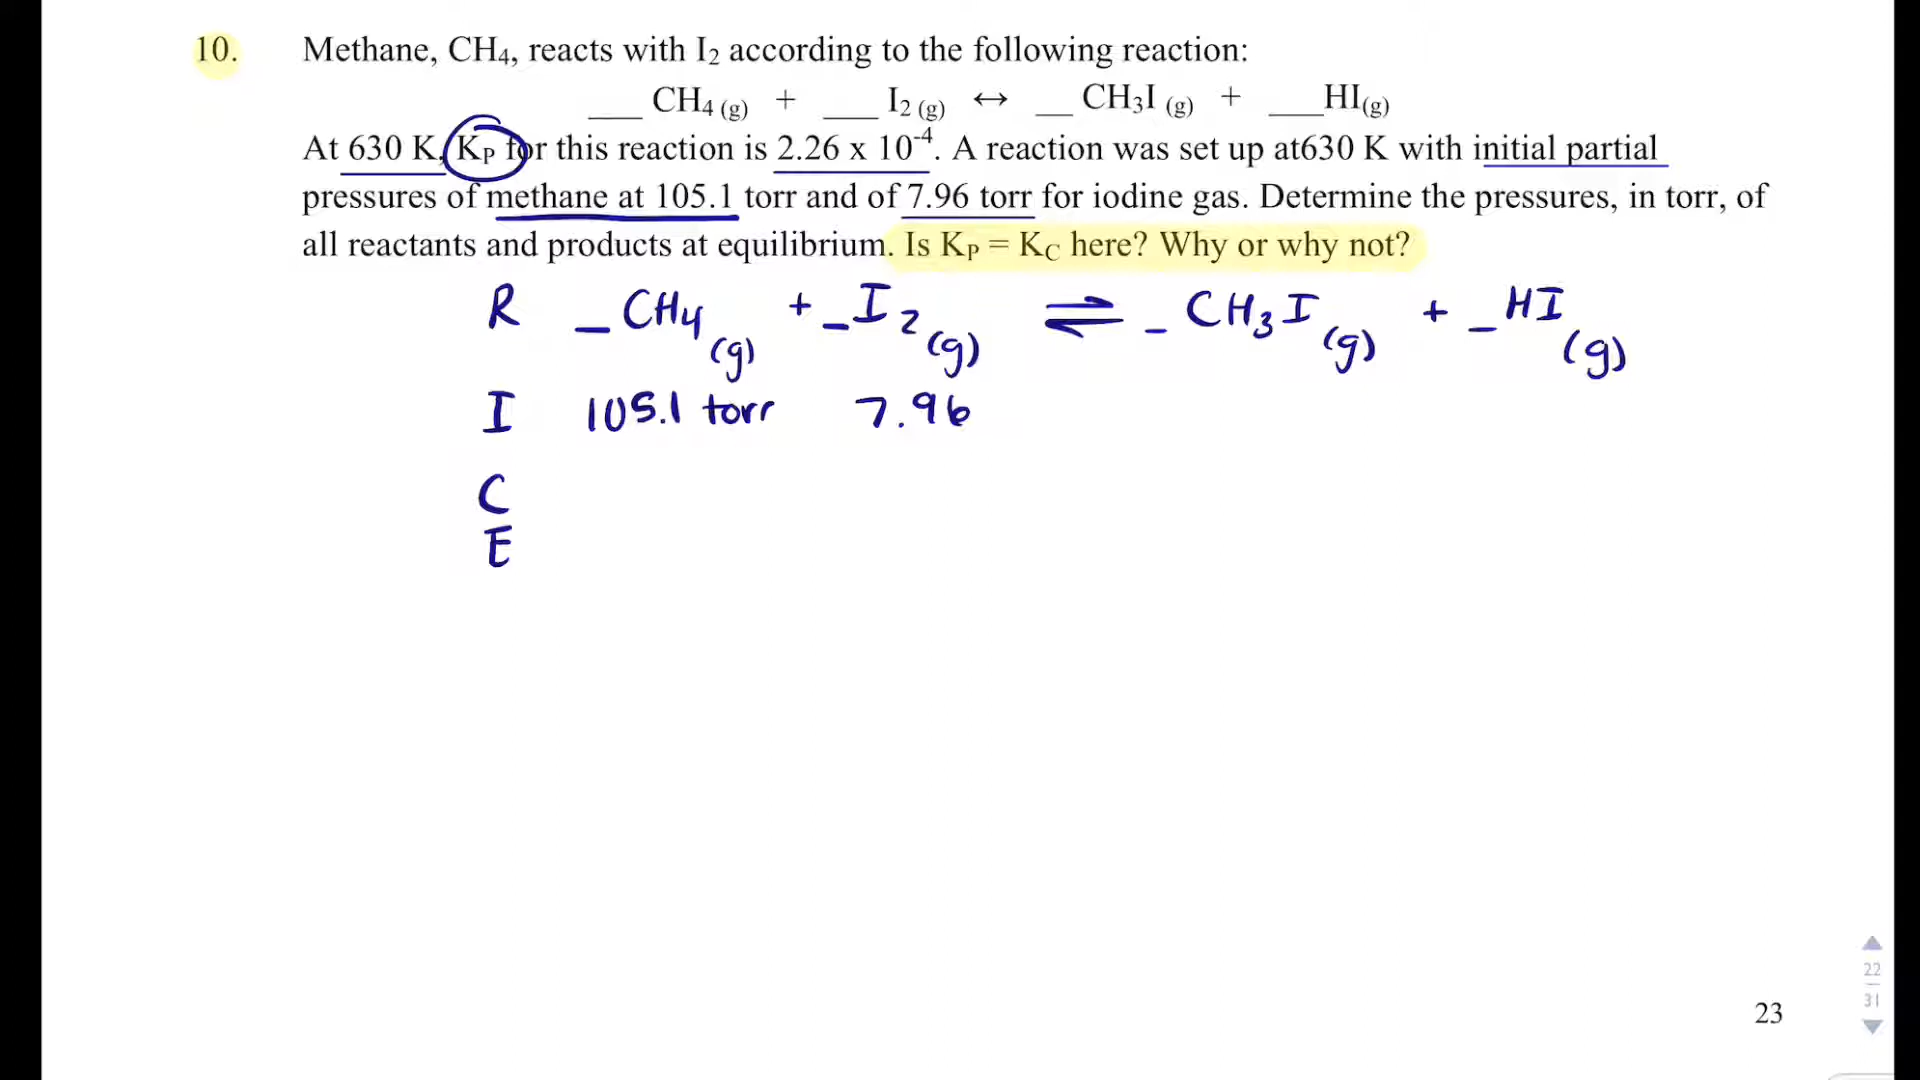 10. Methane, CH4, reacts with I2 according to the following reaction:
___ CH4 (g) + ___ I2 (g) ↔ __ CH3I (g) + ___HI(g)
At 630 K, KP for this reaction is 2.26 x 10-4. A reaction was set up at630 K with initial partial
pressures of methane at 105.1 torr and of 7.96 torr for iodine gas. Determine the pressures, in torr, of
all reactants and products at equilibrium. Is KP = KC here? Why or why not?
R _ CH4 (g) + _ I2 (g) ⇌ _ CH3I (g) + _ HI (g)
I 105.1 torr 7.96
C
E
22
31
23